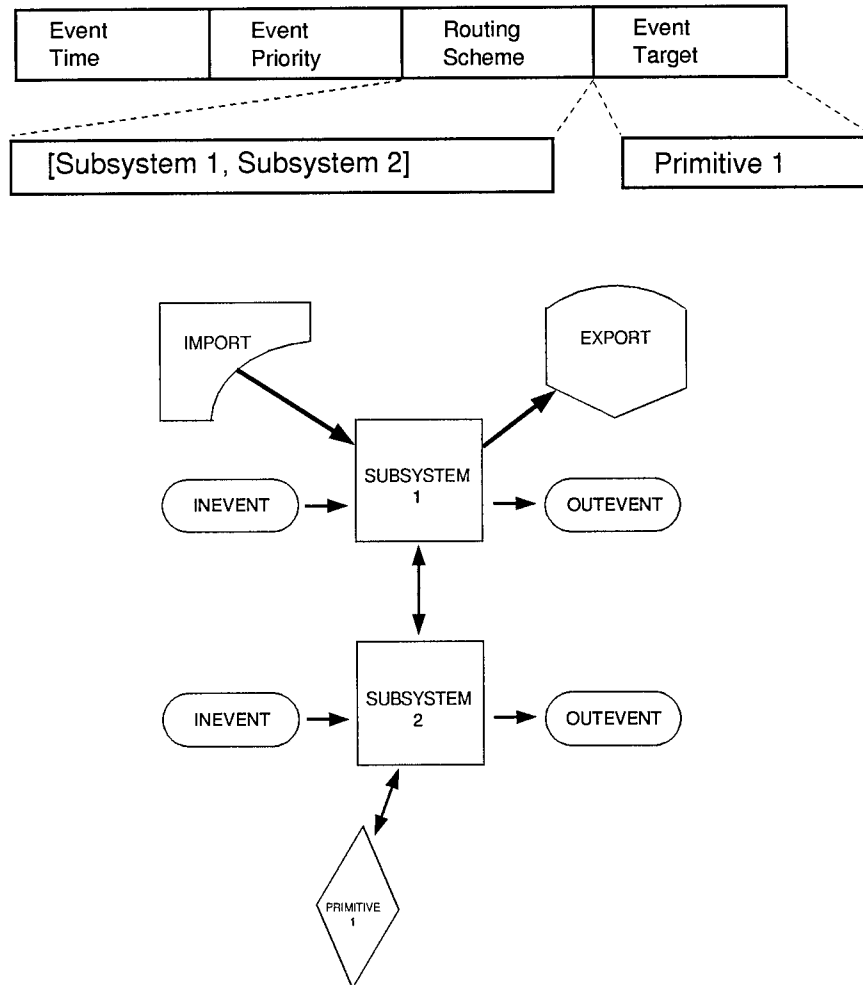 Event Time
Event Priority
Routing Scheme
Event Target
[Subsystem 1, Subsystem 2]
Primitive 1
IMPORT
EXPORT
SUBSYSTEM
1
INEVENT
OUTEVENT
SUBSYSTEM
2
INEVENT
OUTEVENT
PRIMITIVE
1